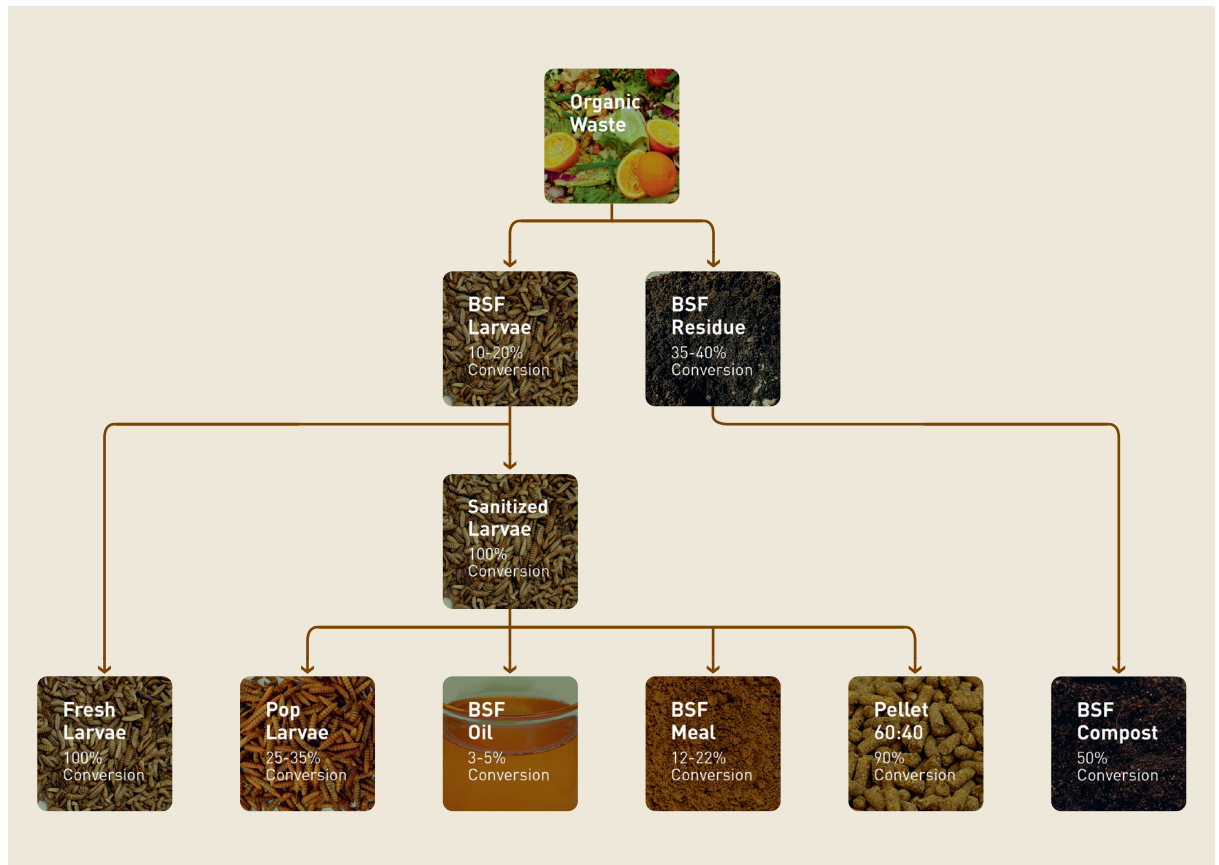 Organic
Waste
BSF
Larvae
10-20%
Conversion
BSF
Residue
35-40%
Conversion
Sanitized
Larvae
100%
Conversion
Fresh
Larvae
100%
Conversion
Pop
Larvae
25-35%
Conversion
BSF
Oil
3-5%
Conversion
BSF
Meal
12-22%
Conversion
Pellet
60:40
90%
Conversion
BSF
Compost
50%
Conversion